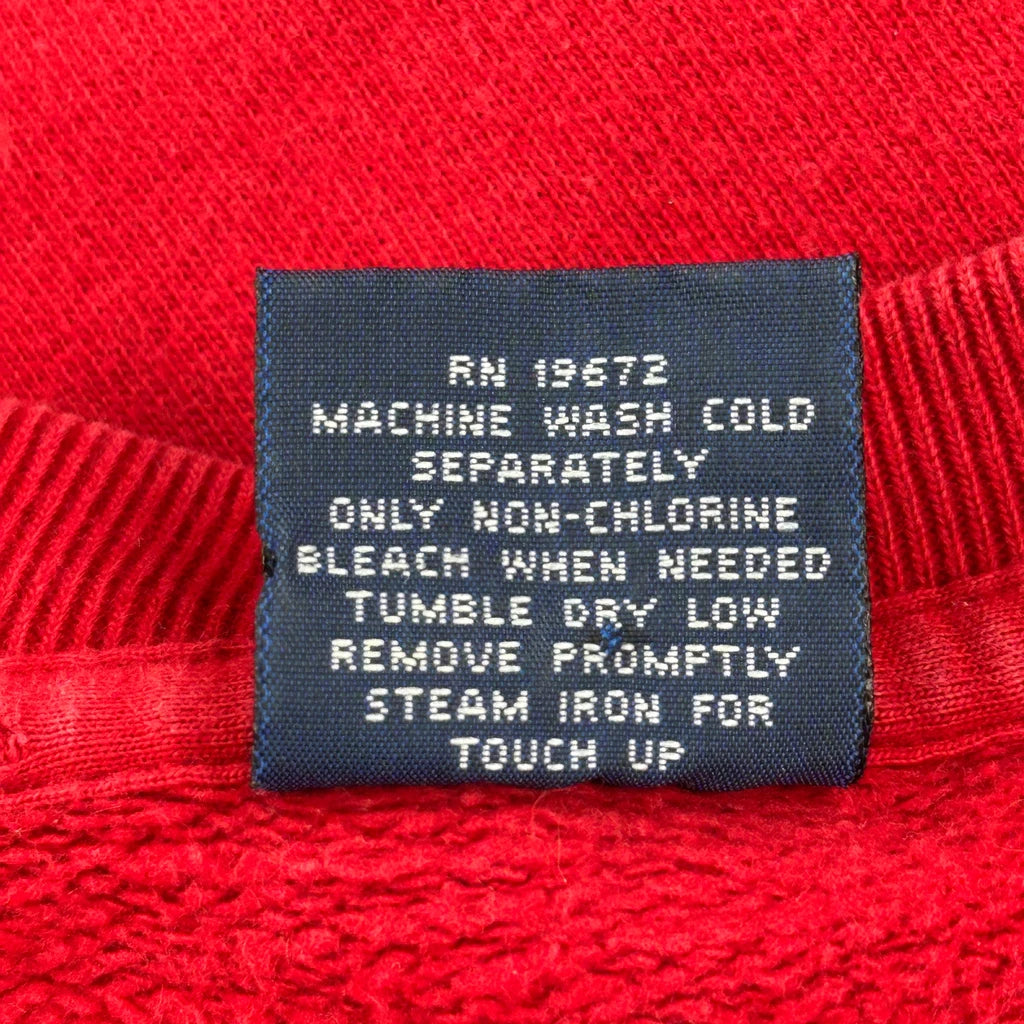 RN 19672
MACHINE WASH COLD
SEPARATELY
ONLY NON-CHLORINE
BLEACH WHEN NEEDED
TUMBLE DRY LOW
REMOVE PROMPTLY
STEAM IRON FOR
TOUCH UP